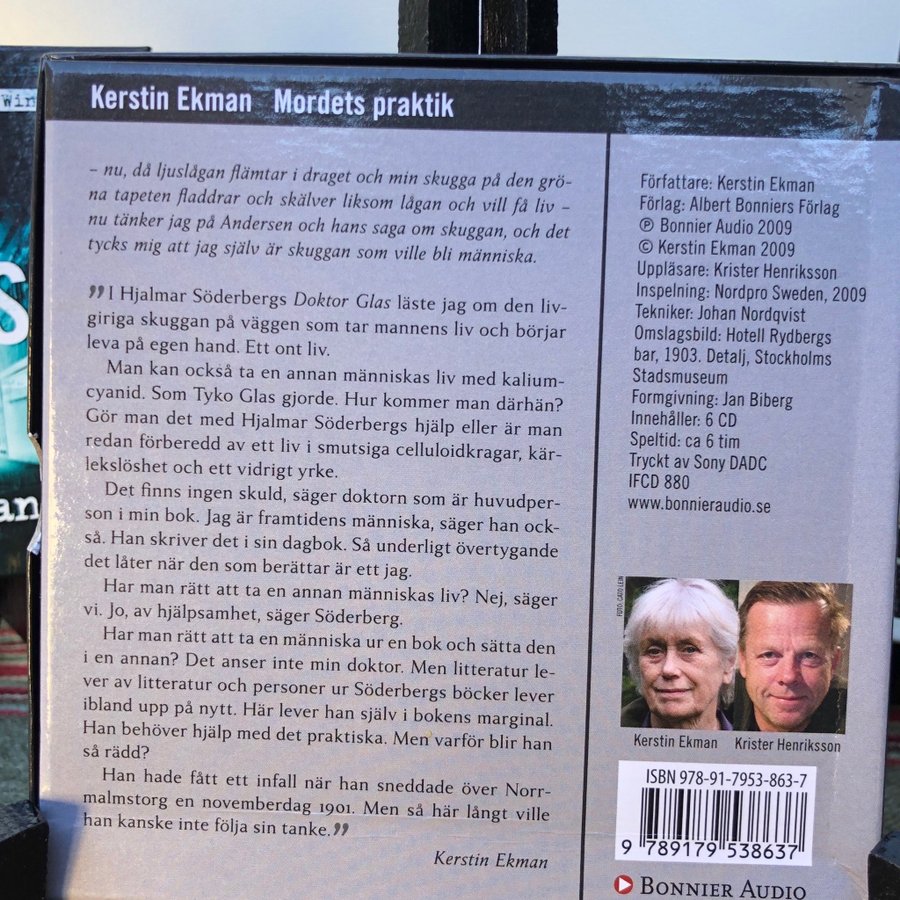 Kerstin Ekman Mordets praktik
– nu, då ljuslågan flämtar i draget och min skugga på den grö-
na tapeten fladdrar och skälver liksom lågan och vill få liv –
nu tänker jag på Andersen och hans saga om skuggan, och det
tycks mig att jag själv är skuggan som ville bli människa.
”I Hjalmar Söderbergs Doktor Glas läste jag om den liv-
giriga skuggan på väggen som tar mannens liv och börjar
leva på egen hand. Ett ont liv.
Man kan också ta en annan människas liv med kalium-
cyanid. Som Tyko Glas gjorde. Hur kommer man därhän?
Gör man det med Hjalmar Söderbergs hjälp eller är man
redan förberedd av ett liv i smutsiga celluloidkragar, kär-
lekslöshet och ett vidrigt yrke.
Det finns ingen skuld, säger doktorn som är huvudper-
son i min bok. Jag är framtidens människa, säger han ock-
så. Han skriver det i sin dagbok. Så underligt övertygande
det låter när den som berättar är ett jag.
Har man rätt att ta en annan människas liv? Nej, säger
vi. Jo, av hjälpsamhet, säger Söderberg.
Har man rätt att ta en människa ur en bok och sätta den
i en annan? Det anser inte min doktor. Men litteratur le-
ver av litteratur och personer ur Söderbergs böcker lever
ibland upp på nytt. Här lever han själv i bokens marginal.
Han behöver hjälp med det praktiska. Men varför blir han
så rädd?
Han hade fått ett infall när han sneddade över Norr-
malmstorg en novemberdag 1901. Men så här långt ville
han kanske inte följa sin tanke.”
Kerstin Ekman
Författare: Kerstin Ekman
Förlag: Albert Bonniers Förlag
℗ Bonnier Audio 2009
© Kerstin Ekman 2009
Uppläsare: Krister Henriksson
Inspelning: Nordpro Sweden, 2009
Tekniker: Johan Nordqvist
Omslagsbild: Hotell Rydbergs
bar, 1903. Detalj, Stockholms
Stadsmuseum
Formgivning: Jan Biberg
Innehåller: 6 CD
Speltid: ca 6 tim
Tryckt av Sony DADC
IFCD 880
www.bonnieraudio.se
FOTO: CATO LEIN
Kerstin Ekman Krister Henriksson
ISBN 978-91-7953-863-7
9 789179 538637
BONNIER AUDIO
Win
S
an